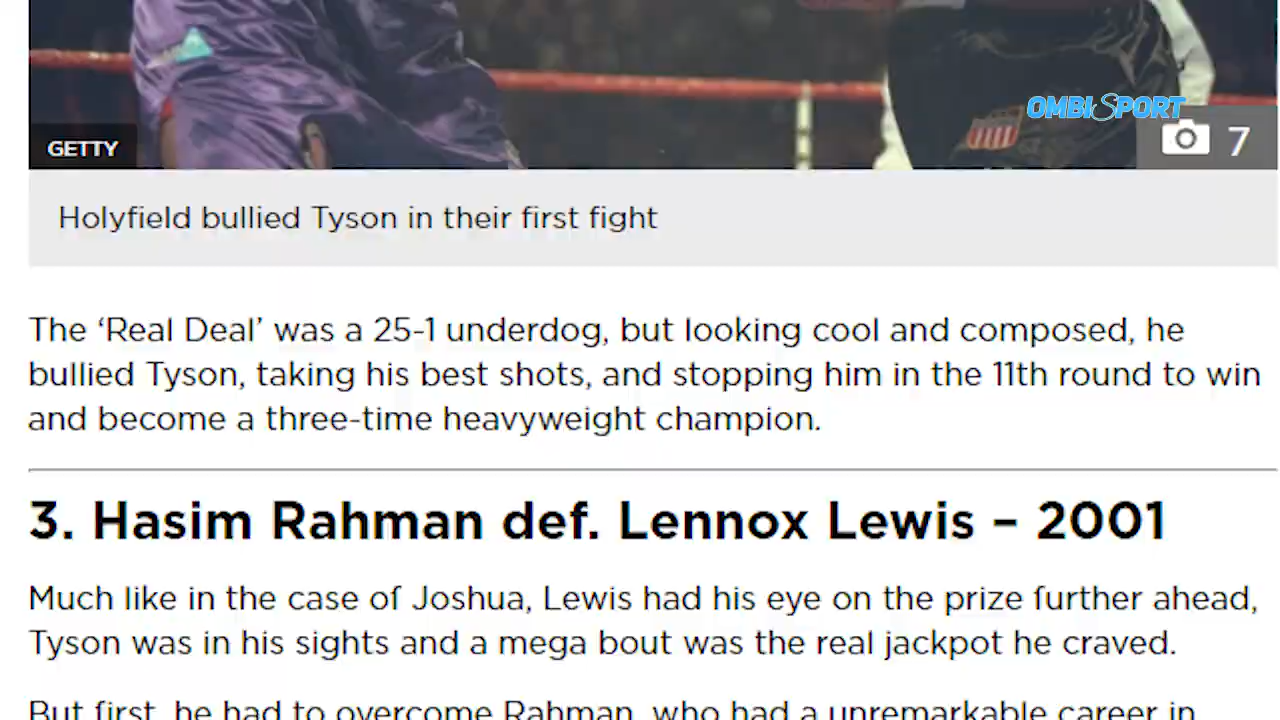 OMBISPORT
GETTY
7
Holyfield bullied Tyson in their first fight
The ‘Real Deal’ was a 25-1 underdog, but looking cool and composed, he
bullied Tyson, taking his best shots, and stopping him in the 11th round to win
and become a three-time heavyweight champion.
3. Hasim Rahman def. Lennox Lewis – 2001
Much like in the case of Joshua, Lewis had his eye on the prize further ahead,
Tyson was in his sights and a mega bout was the real jackpot he craved.
But first, he had to overcome Rahman, who had a unremarkable career in